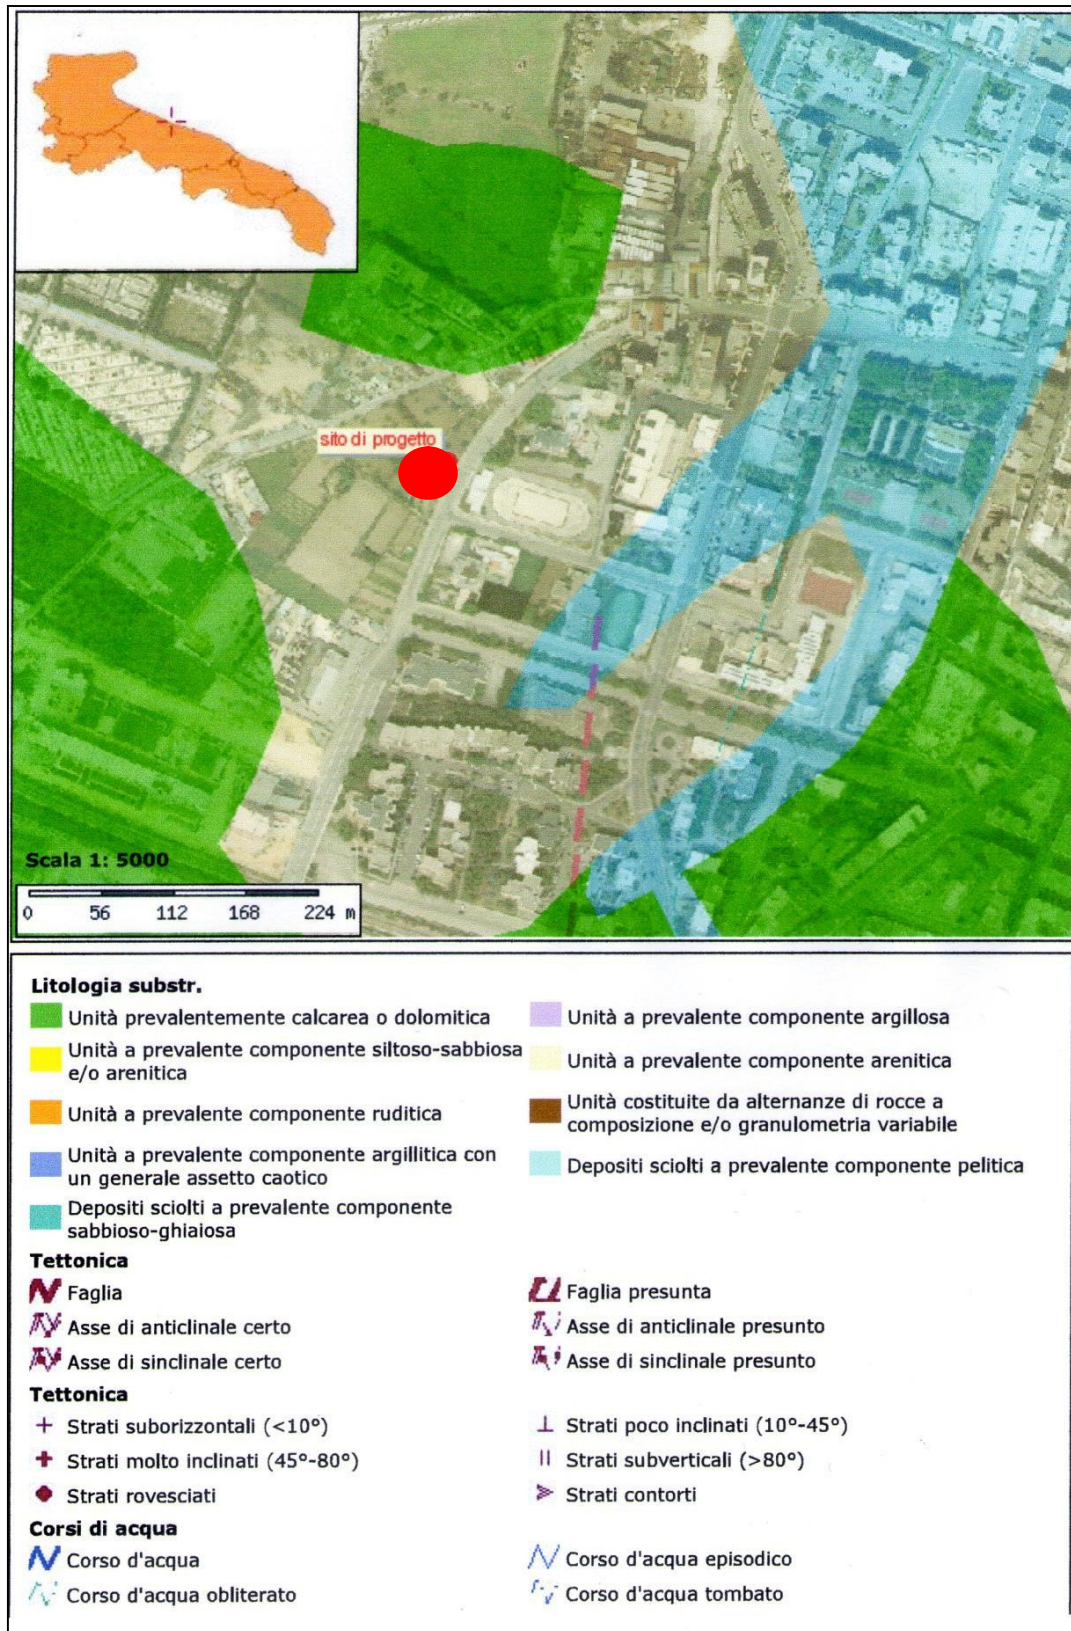 sito di progetto
Scala 1: 5000
0 56 112 168 224 m
Litologia substr.
Unità prevalentemente calcarea o dolomitica
Unità a prevalente componente siltoso-sabbiosa
e/o arenitica
Unità a prevalente componente ruditica
Unità a prevalente componente argillitica con
un generale assetto caotico
Depositi sciolti a prevalente componente
sabbioso-ghiaiosa
Unità a prevalente componente argillosa
Unità a prevalente componente arenitica
Unità costituite da alternanze di rocce a
composizione e/o granulometria variabile
Depositi sciolti a prevalente componente pelitica
Tettonica
Faglia
Faglia presunta
Asse di anticlinale certo
Asse di anticlinale presunto
Asse di sinclinale certo
Asse di sinclinale presunto
Tettonica
Strati suborizzontali (<10°)
Strati poco inclinati (10°-45°)
Strati molto inclinati (45°-80°)
Strati subverticali (>80°)
Strati rovesciati
Strati contorti
Corsi di acqua
Corso d'acqua
Corso d'acqua episodico
Corso d'acqua obliterato
Corso d'acqua tombato